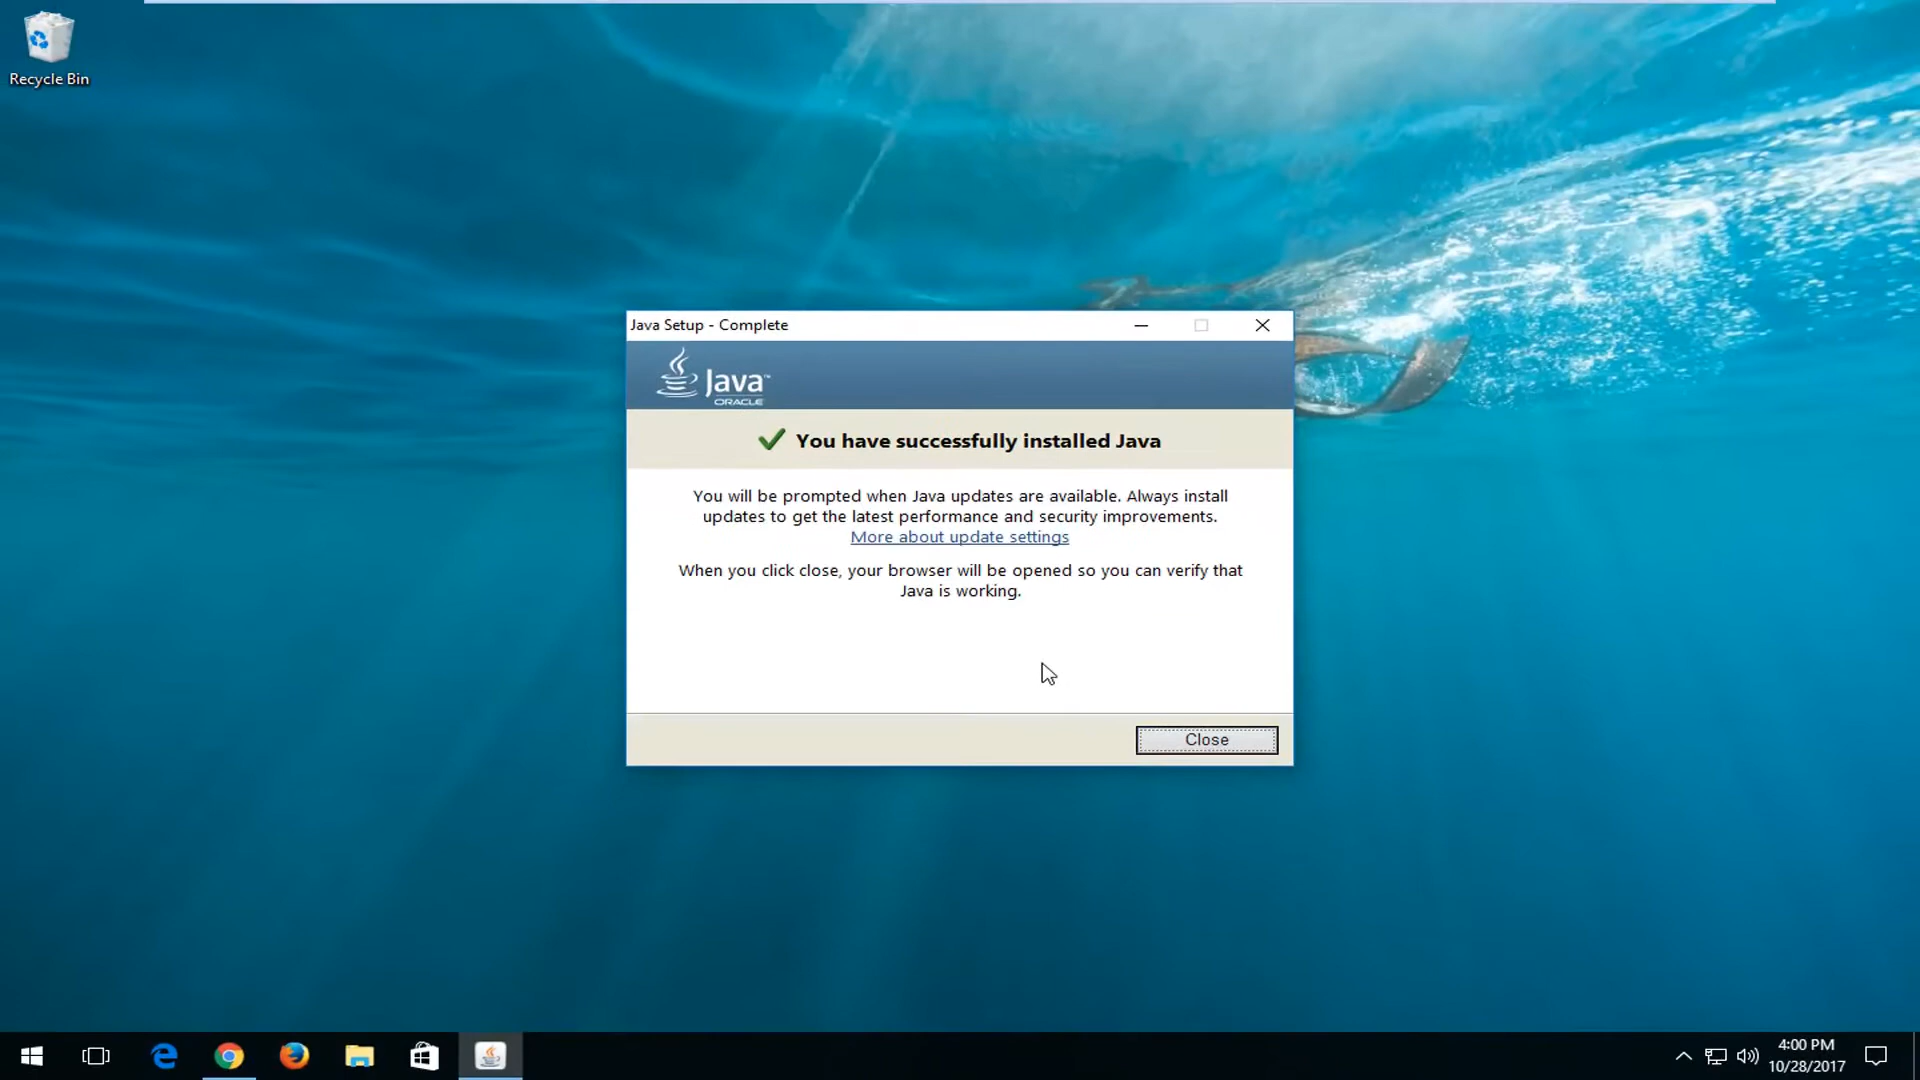 Recycle Bin
Java Setup - Complete
Java™
ORACLE
You have successfully installed Java
You will be prompted when Java updates are available. Always install
updates to get the latest performance and security improvements.
More about update settings
When you click close, your browser will be opened so you can verify that
Java is working.
Close
4:00 PM
10/28/2017